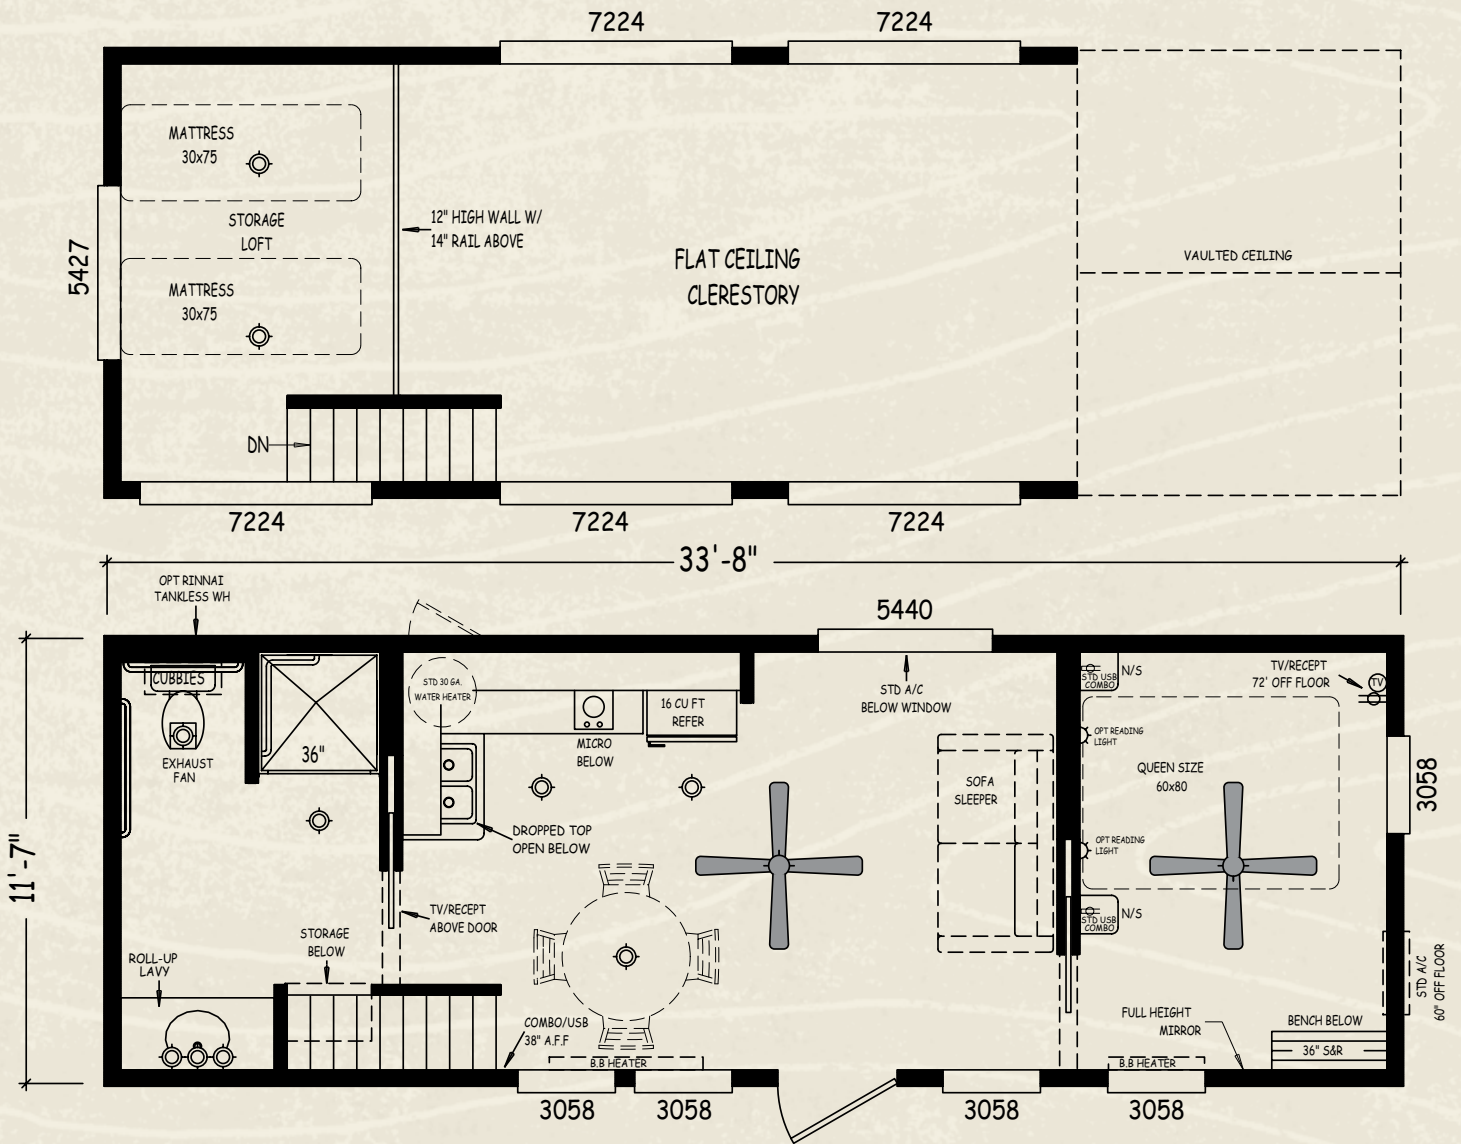 7224
7224
MATTRESS
30x75
STORAGE
LOFT
MATTRESS
30x75
5427
12" HIGH WALL W/
14" RAIL ABOVE
FLAT CEILING
CLERESTORY
VAULTED CEILING
DN
7224
7224
7224
33'-8"
OPT RINNAI
TANKLESS WH
5440
11'-7"
CUBBIES
EXHAUST
FAN
36"
STD 30 GA.
WATER HEATER
MICRO
BELOW
16 CU FT
REFER
STD A/C
BELOW WINDOW
STD USB
COMBO
N/S
TV/RECEPT
72' OFF FLOOR
TV
OPT READING
LIGHT
QUEEN SIZE
60x80
3058
SOFA
SLEEPER
DROPPED TOP
OPEN BELOW
OPT READING
LIGHT
TV/RECEPT
ABOVE DOOR
STD USB
COMBO
N/S
STORAGE
BELOW
ROLL-UP
LAVY
STD A/C
60" OFF FLOOR
COMBO/USB
38" A.F.F
FULL HEIGHT
MIRROR
BENCH BELOW
36" S&R
B.B HEATER
B.B HEATER
3058
3058
3058
3058